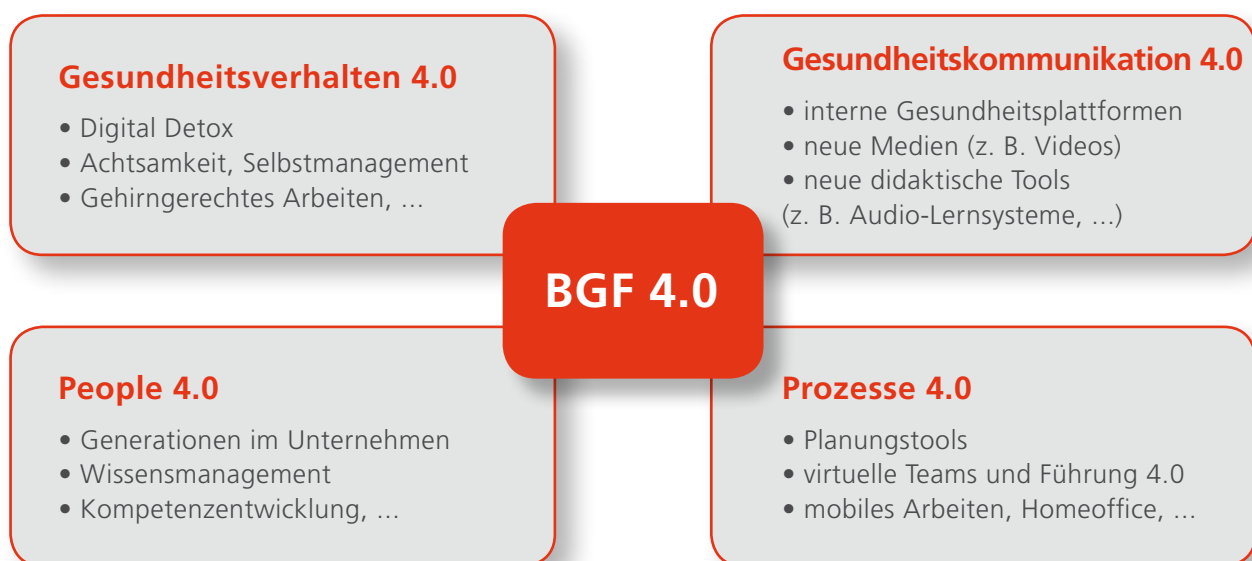 Gesundheitsverhalten 4.0
• Digital Detox
• Achtsamkeit, Selbstmanagement
• Gehirngerechtes Arbeiten, ...
Gesundheitskommunikation 4.0
• interne Gesundheitsplattformen
• neue Medien (z. B. Videos)
• neue didaktische Tools
(z. B. Audio-Lernsysteme, ...)
BGF 4.0
People 4.0
• Generationen im Unternehmen
• Wissensmanagement
• Kompetenzentwicklung, ...
Prozesse 4.0
• Planungstools
• virtuelle Teams und Führung 4.0
• mobiles Arbeiten, Homeoffice, ...